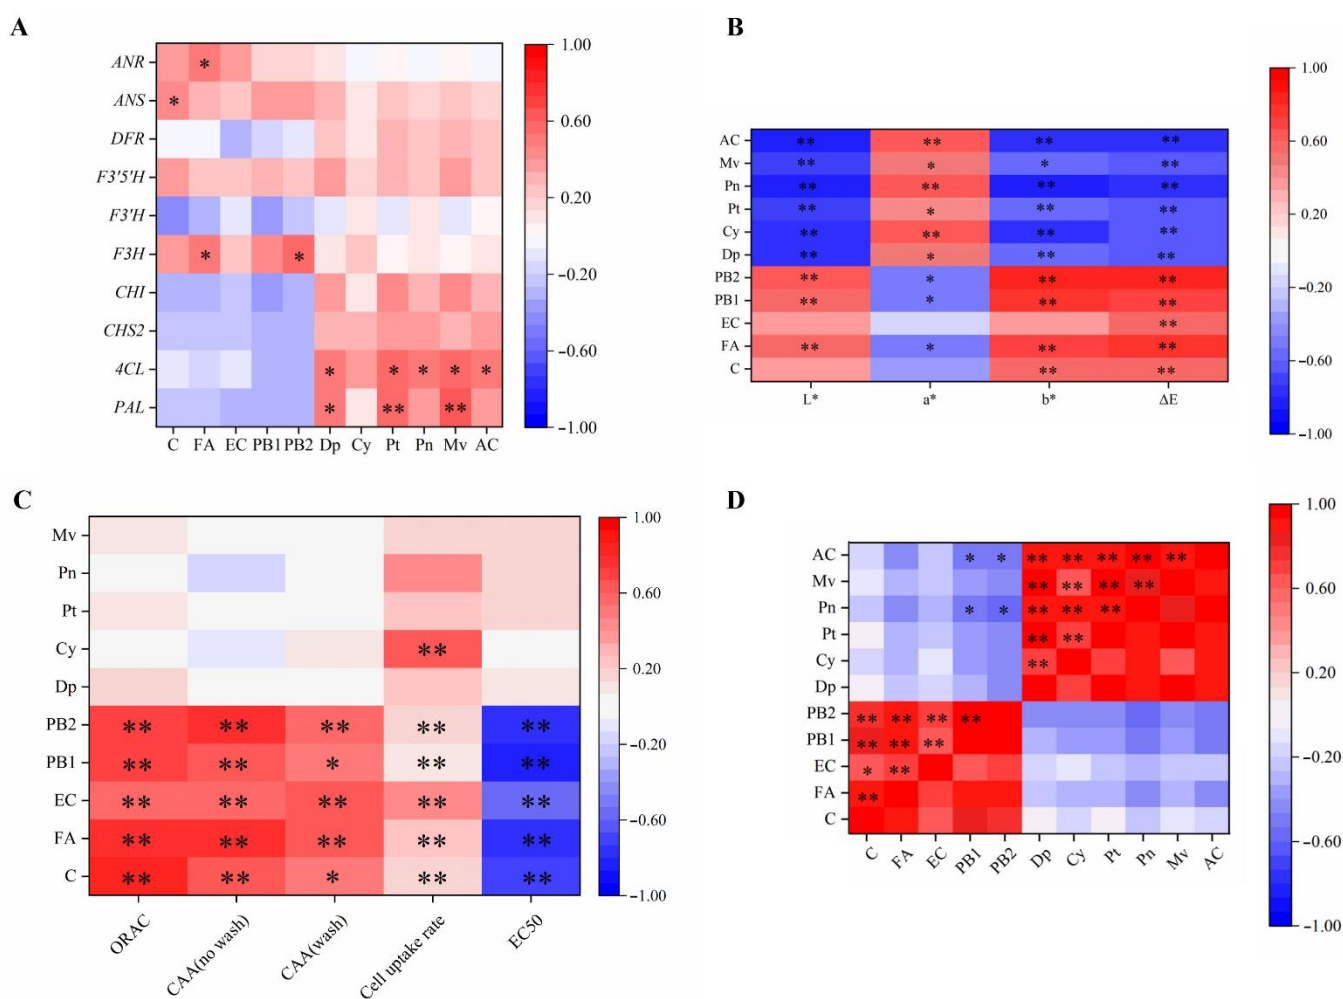 A
ANR *
ANS *
DFR
F3'5'H
F3'H
F3H * *
CHI
CHS2
4CL * * * * *
PAL * ** **
C FA EC PB1 PB2 Dp Cy Pt Pn Mv AC
1.00
0.60
0.20
−0.20
−0.60
−1.00
B
AC ** ** ** **
Mv ** * * **
Pn ** ** ** **
Pt ** * ** **
Cy ** ** ** **
Dp ** * ** **
PB2 ** * ** **
PB1 ** * ** **
EC **
FA ** * ** **
C ** **
L* a* b* ΔE
1.00
0.60
0.20
−0.20
−0.60
−1.00
C
Mv
Pn
Pt
Cy **
Dp
PB2 ** ** ** ** **
PB1 ** ** * ** **
EC ** ** ** ** **
FA ** ** ** ** **
C ** ** * ** **
ORAC CAA(no wash) CAA(wash) Cell uptake rate EC50
1.00
0.60
0.20
−0.20
−0.60
−1.00
D
AC * * ** ** ** ** **
Mv ** ** ** **
Pn * * ** ** **
Pt ** **
Cy **
Dp
PB2 ** ** ** **
PB1 ** ** **
EC * **
FA **
C
C FA EC PB1 PB2 Dp Cy Pt Pn Mv AC
1.00
0.60
0.20
−0.20
−0.60
−1.00